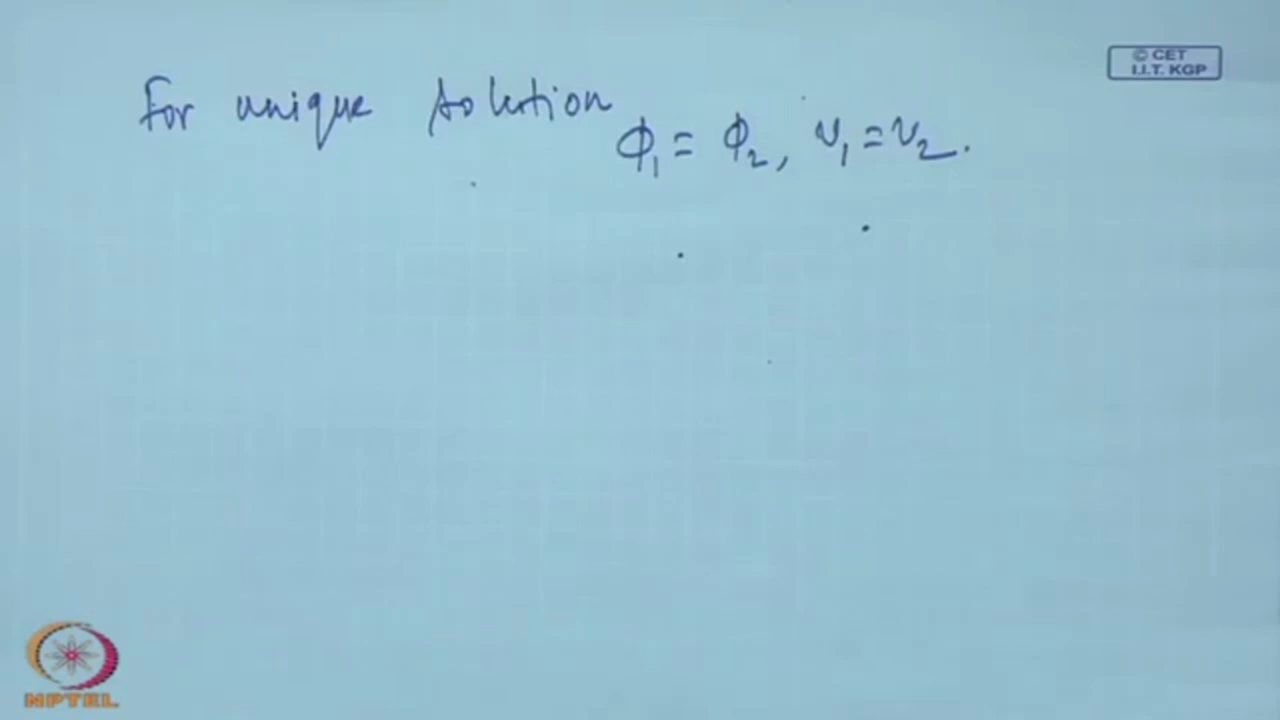 For unique solution
ϕ₁ = ϕ₂, v₁ = v₂.
© CET
I.I.T. KGP
NPTEL